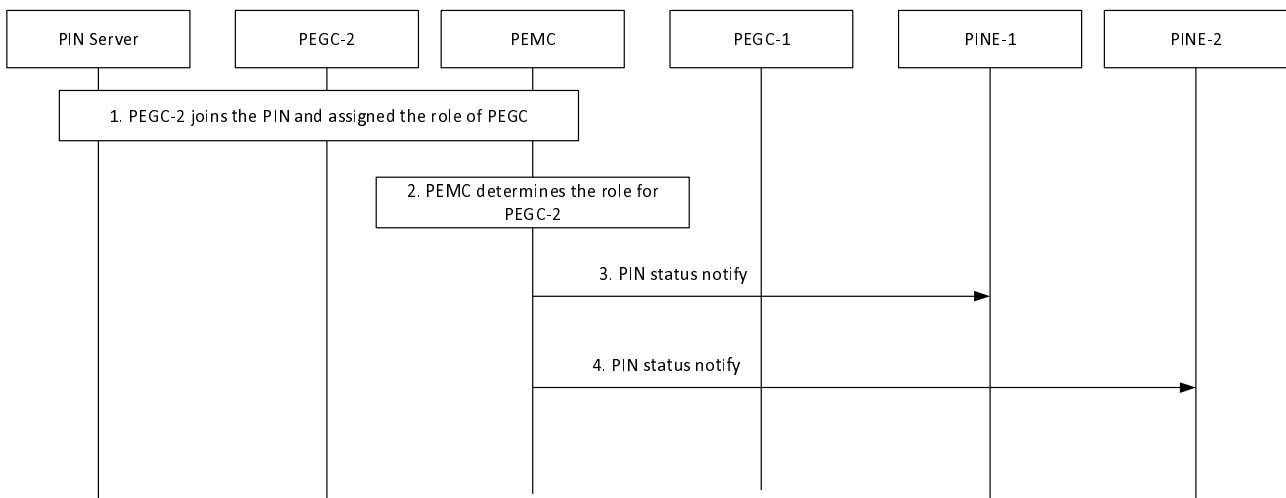 PIN Server
PEGC-2
PEMC
PEGC-1
PINE-1
PINE-2
1. PEGC-2 joins the PIN and assigned the role of PEGC
2. PEMC determines the role for
PEGC-2
3. PIN status notify
4. PIN status notify